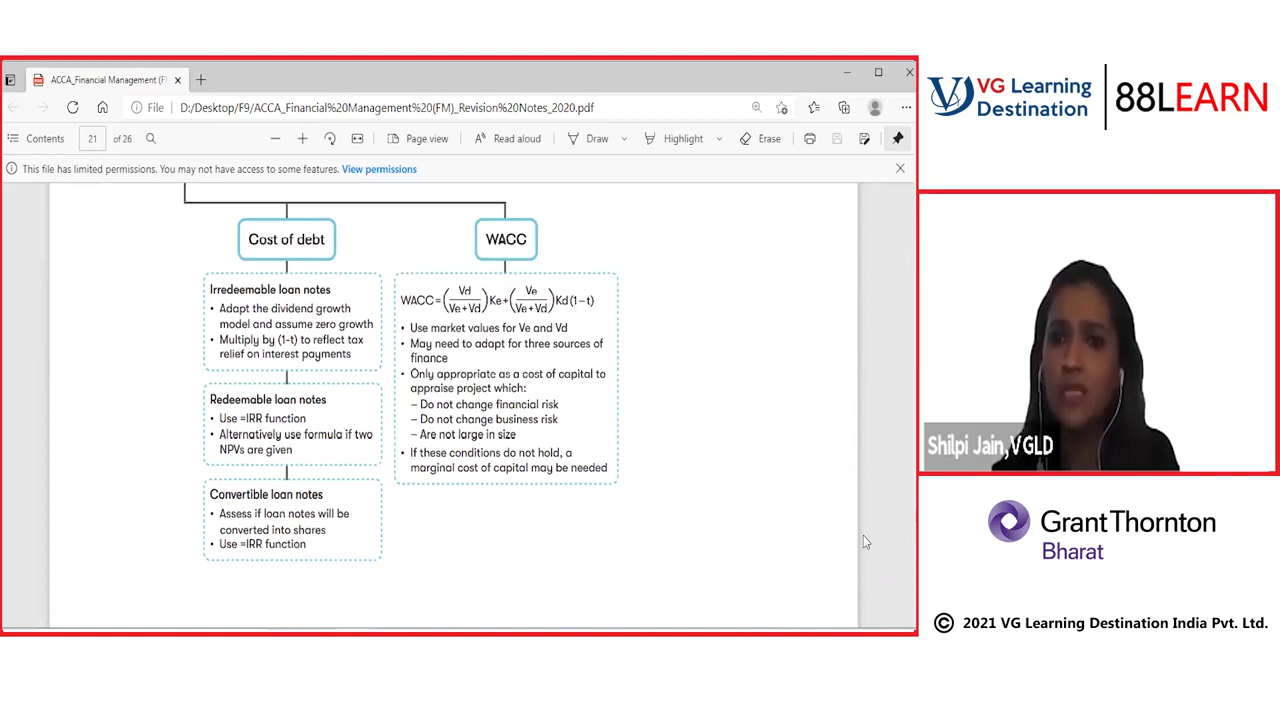 ACCA_Financial Management (F
File
D:/Desktop/F9/ACCA_Financial%20Management%20(FM)_Revision%20Notes_2020.pdf
Contents
21
of 26
Page view
Read aloud
Draw
Highlight
Erase
This file has limited permissions. You may not have access to some features. View permissions
Cost of debt
Irredeemable loan notes
• Adapt the dividend growth
model and assume zero growth
• Multiply by (1-t) to reflect tax
relief on interest payments
Redeemable loan notes
• Use =IRR function
• Alternatively use formula if two
NPVs are given
Convertible loan notes
• Assess if loan notes will be
converted into shares
• Use =IRR function
WACC
WACC=(Vd/Ve+Vd)Ke+(Ve/Ve+Vd)Kd(1-t)
• Use market values for Ve and Vd
• May need to adapt for three sources of
finance
• Only appropriate as a cost of capital to
appraise project which:
– Do not change financial risk
– Do not change business risk
– Are not large in size
• If these conditions do not hold, a
marginal cost of capital may be needed
VG Learning
Destination
88LEARN
Shilpi Jain,VGLD
Grant Thornton
Bharat
© 2021 VG Learning Destination India Pvt. Ltd.